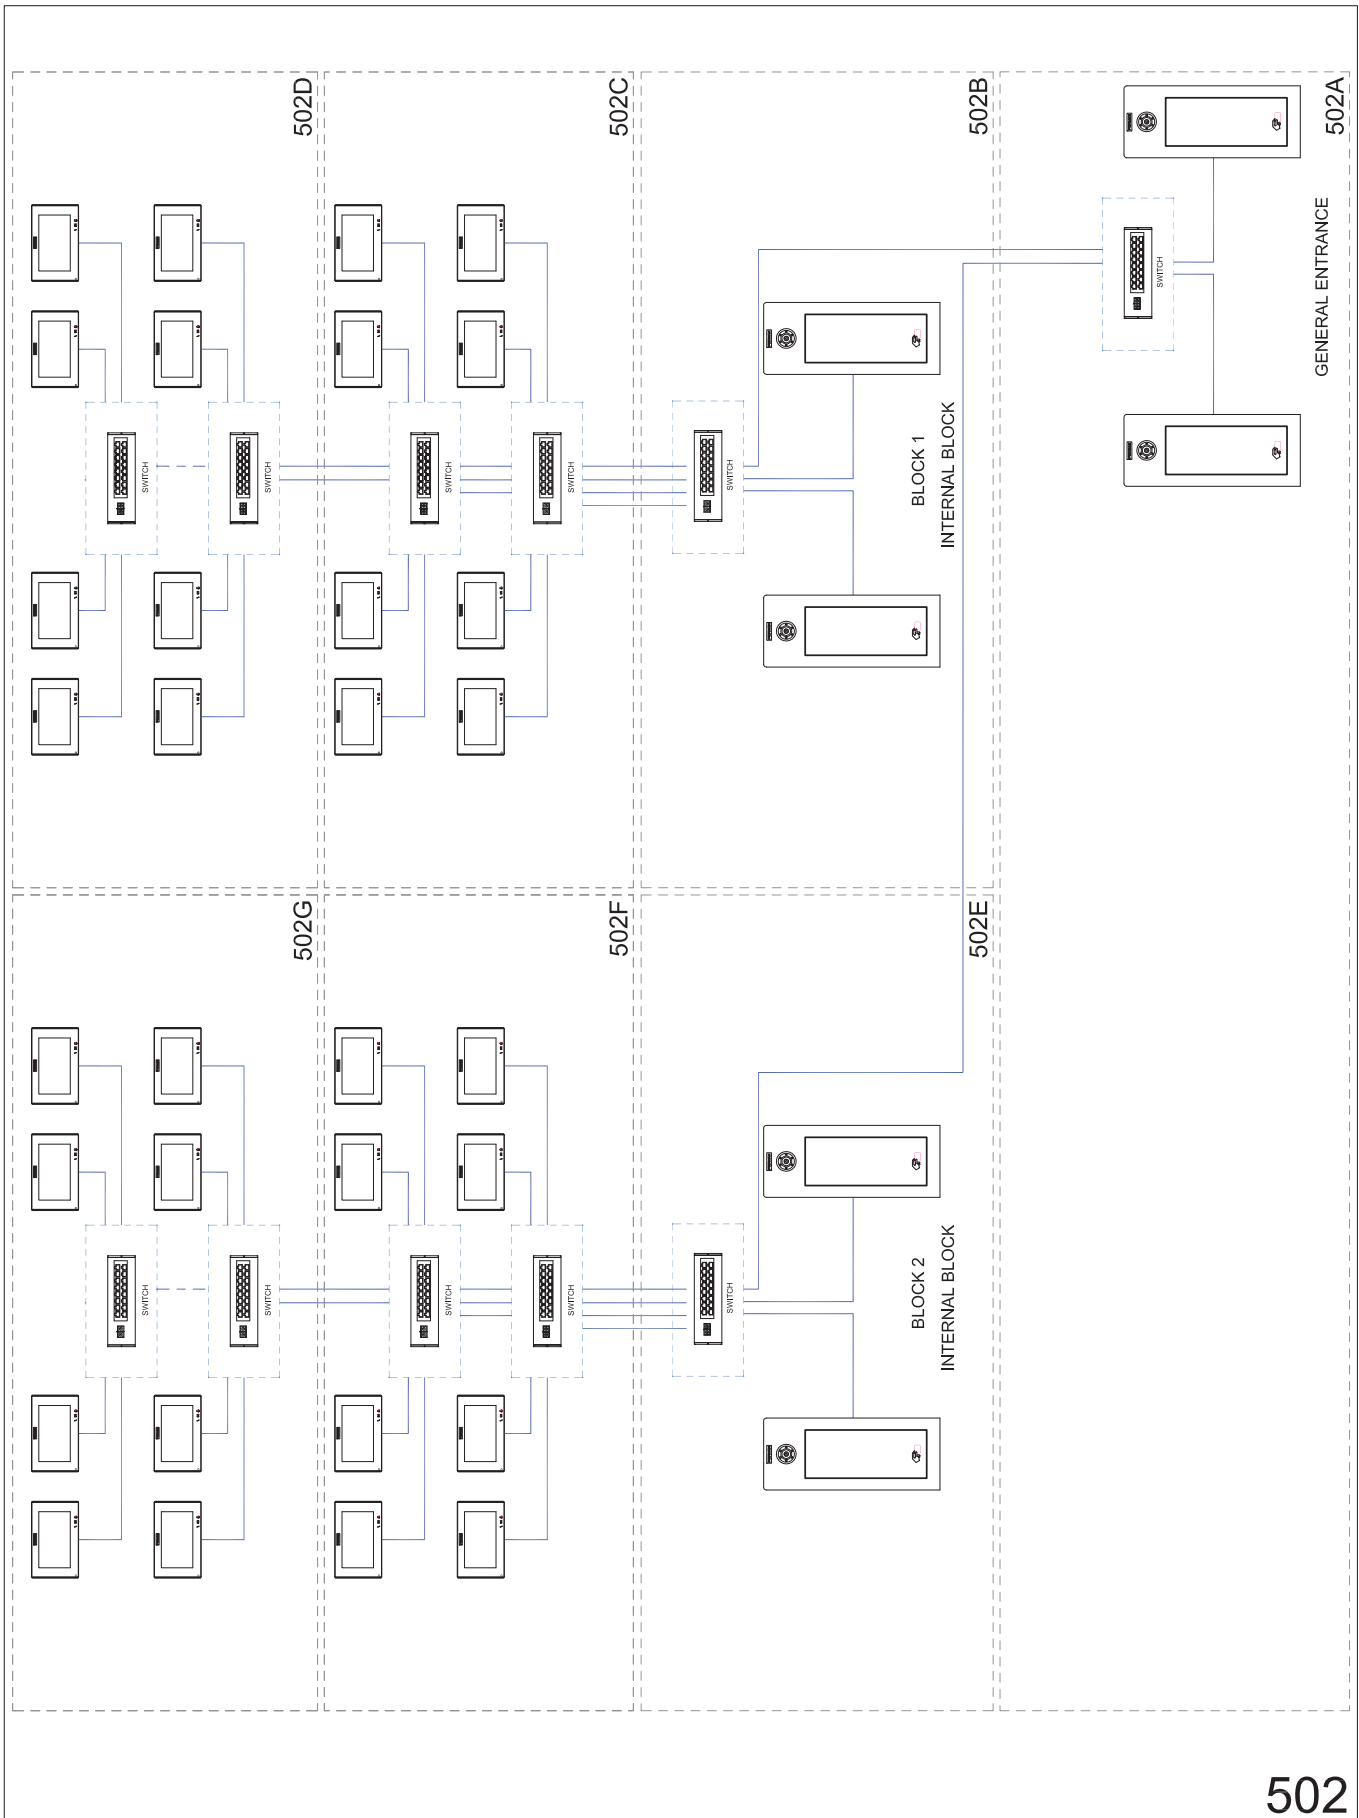 502D
502C
502B
502A
SWITCH
SWITCH
SWITCH
SWITCH
SWITCH
SWITCH
GENERAL ENTRANCE
BLOCK 1
INTERNAL BLOCK
502G
502F
502E
SWITCH
SWITCH
SWITCH
SWITCH
SWITCH
BLOCK 2
INTERNAL BLOCK
502